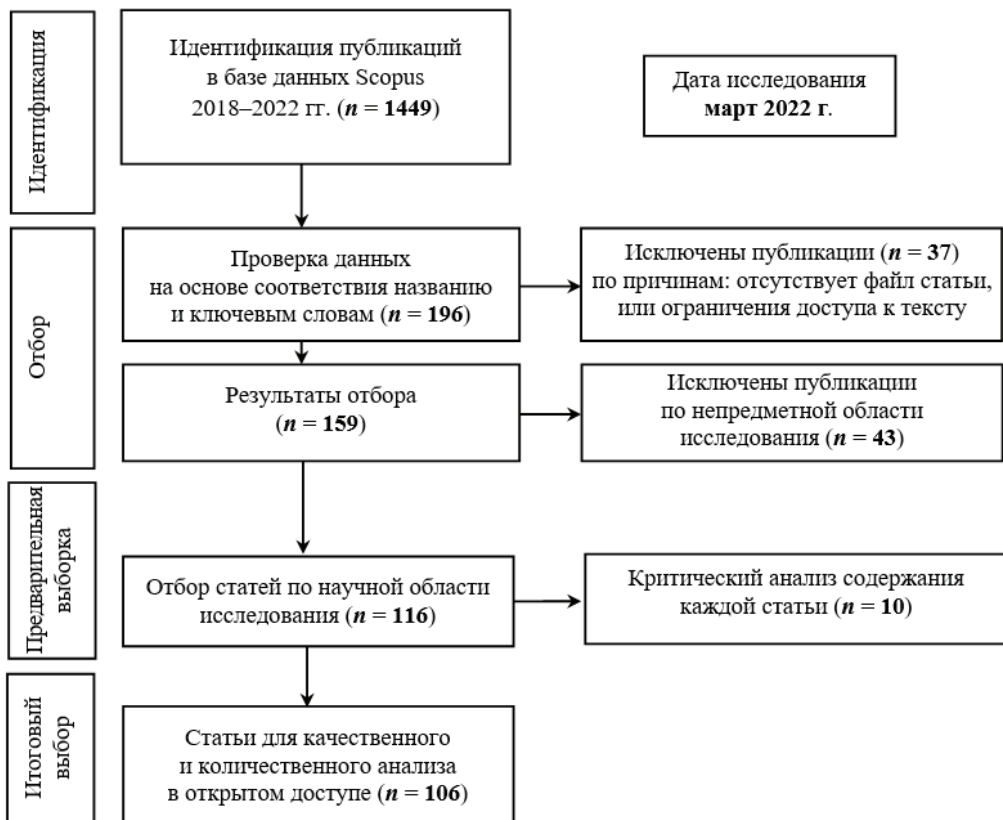 Идентификация
Идентификация публикаций
в базе данных Scopus
2018–2022 гг. (n = 1449)
Дата исследования
март 2022 г.
Отбор
Проверка данных
на основе соответствия названию
и ключевым словам (n = 196)
Исключены публикации (n = 37)
по причинам: отсутствует файл статьи,
или ограничения доступа к тексту
Результаты отбора
(n = 159)
Исключены публикации
по непредметной области
исследования (n = 43)
Предварительная
выборка
Отбор статей по научной области
исследования (n = 116)
Критический анализ содержания
каждой статьи (n = 10)
Итоговый
выбор
Статьи для качественного
и количественного анализа
в открытом доступе (n = 106)